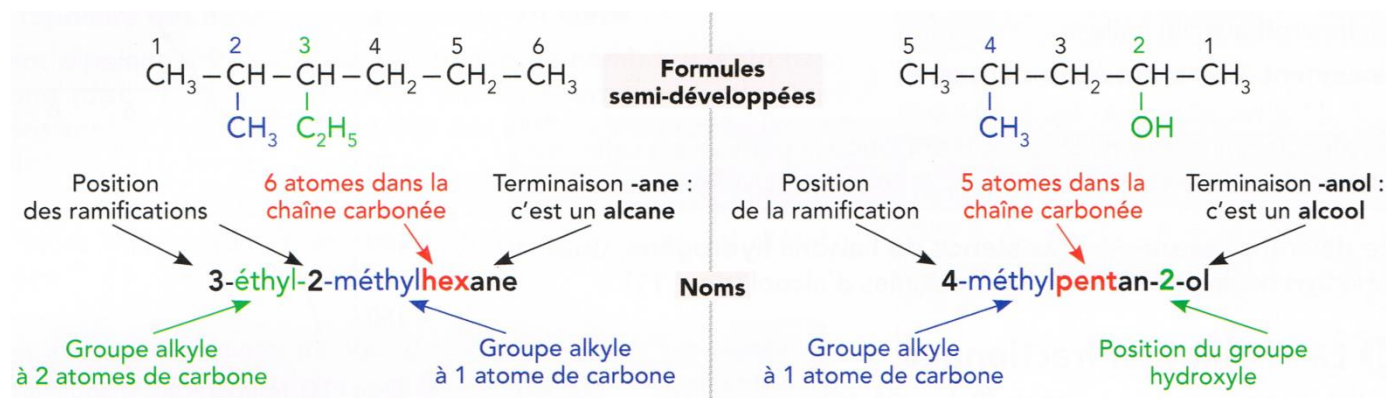 1 2 3 4 5 6
CH₃–CH–CH–CH₂–CH₂–CH₃
CH₃ C₂H₅
Formules
semi-développées
5 4 3 2 1
CH₃–CH–CH₂–CH–CH₃
CH₃ OH
Position
des ramifications
6 atomes dans la
chaîne carbonée
Terminaison -ane :
c'est un alcane
Position
de la ramification
5 atomes dans la
chaîne carbonée
Terminaison -anol :
c'est un alcool
3-éthyl-2-méthylhexane
Noms
4-méthylpentan-2-ol
Groupe alkyle
à 2 atomes de carbone
Groupe alkyle
à 1 atome de carbone
Groupe alkyle
à 1 atome de carbone
Position du groupe
hydroxyle